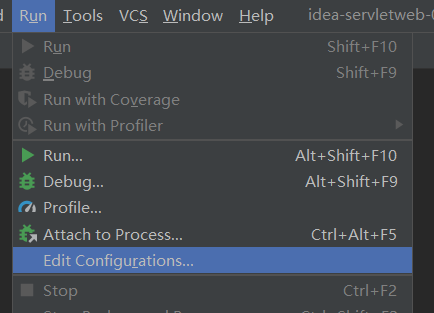 Run Tools VCS Window Help idea-servletweb-
Run Shift+F10
Debug Shift+F9
Run with Coverage
Run with Profiler
Run... Alt+Shift+F10
Debug... Alt+Shift+F9
Profile...
Attach to Process... Ctrl+Alt+F5
Edit Configurations...
Stop Ctrl+F2